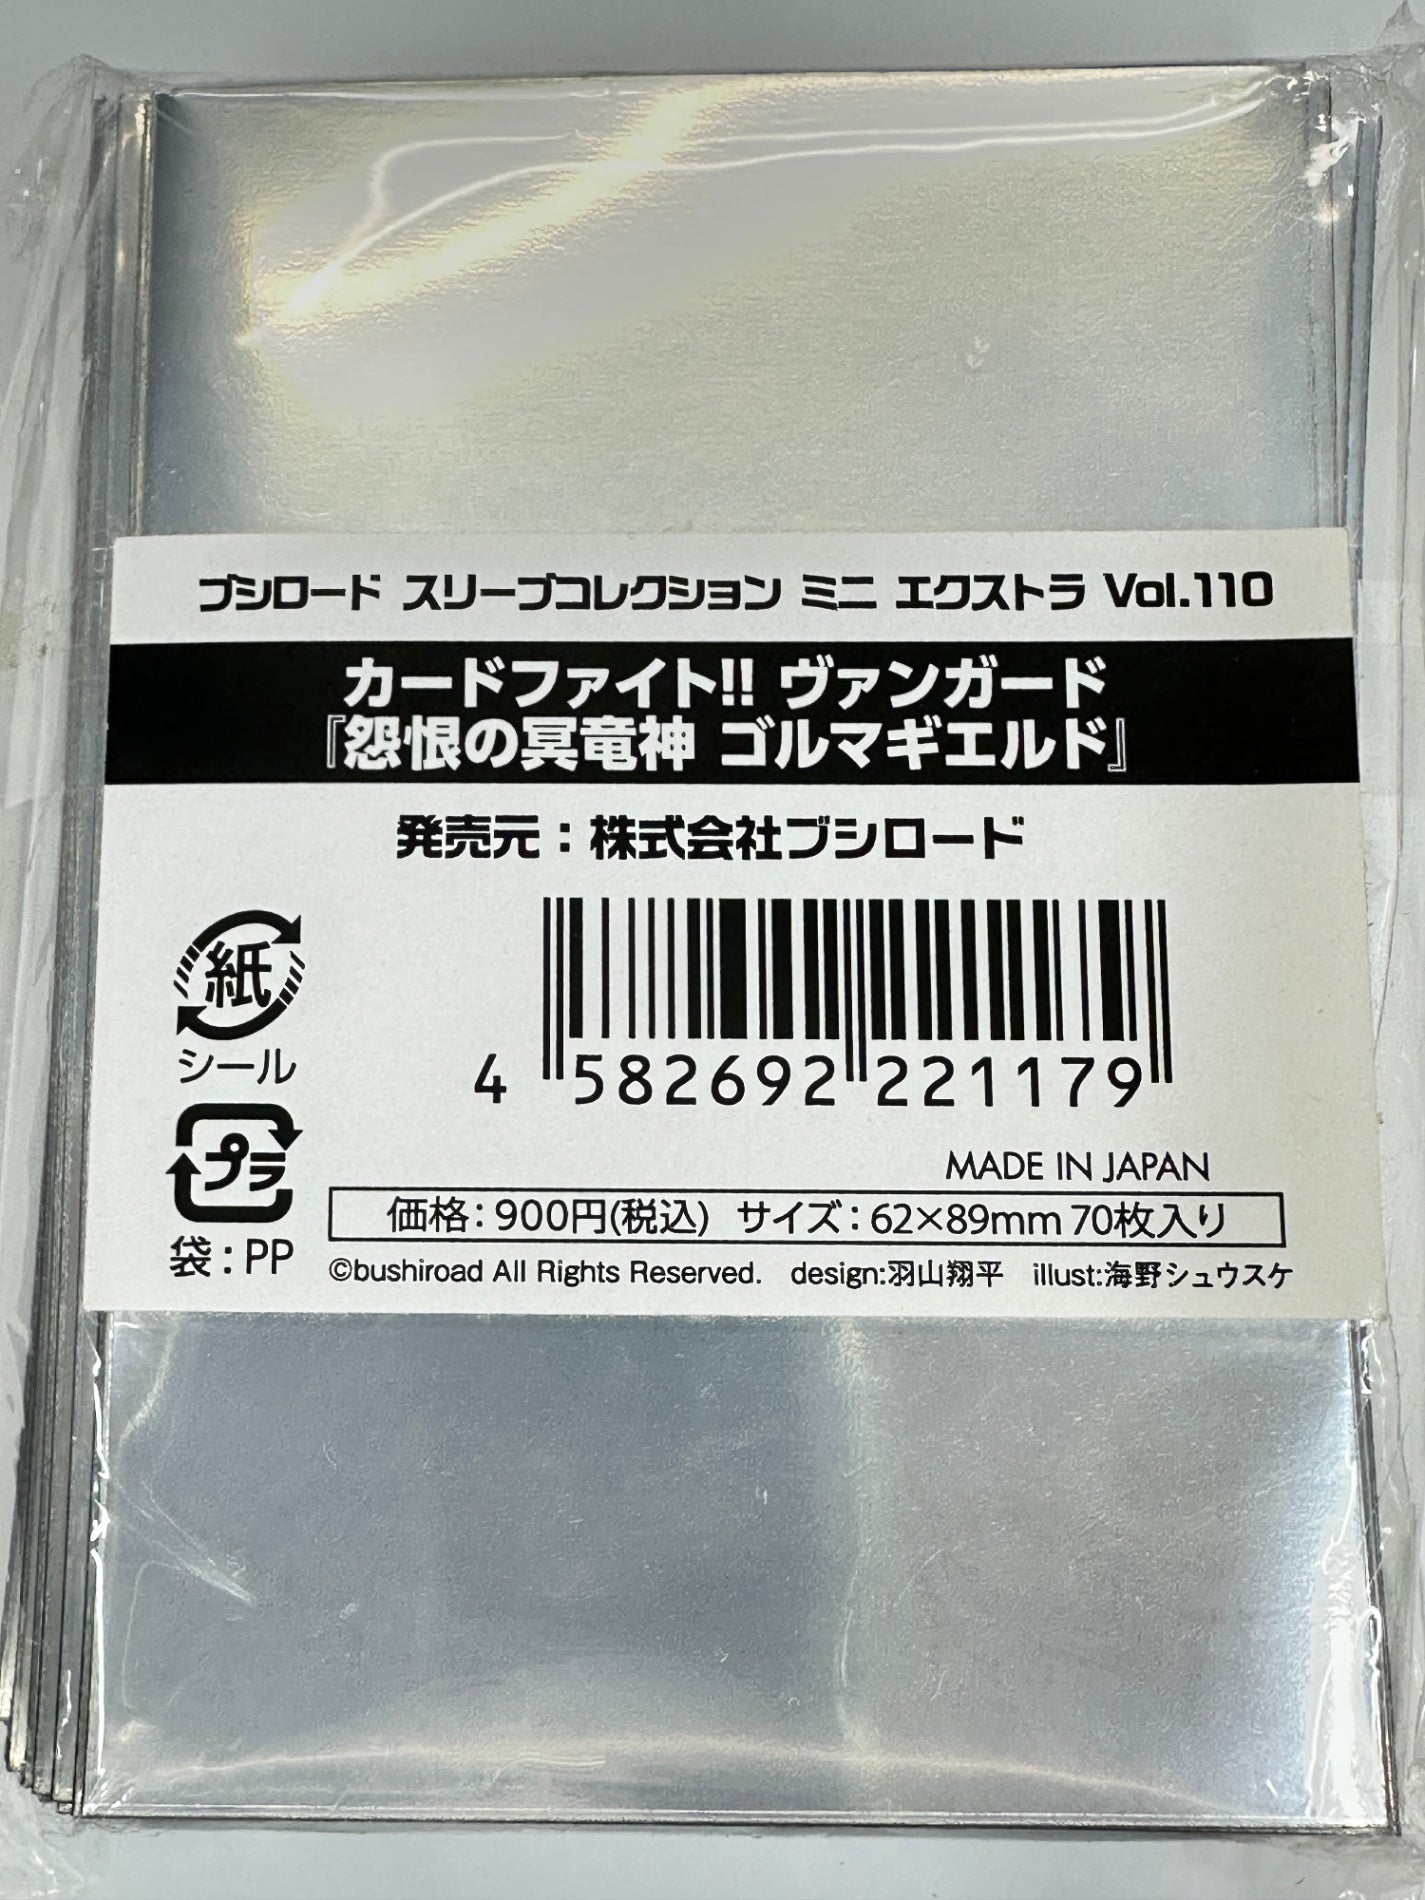 ブシロード スリーブコレクション ミニ エクストラ Vol.110
カードファイト!! ヴァンガード
『怨恨の冥竜神 ゴルマギエルド』
発売元：株式会社ブシロード
紙
シール
4 582692 221179
プラ
袋：PP
MADE IN JAPAN
価格：900円(税込) サイズ：62×89mm 70枚入り
©bushiroad All Rights Reserved. design:羽山翔平 illust:海野シュウスケ